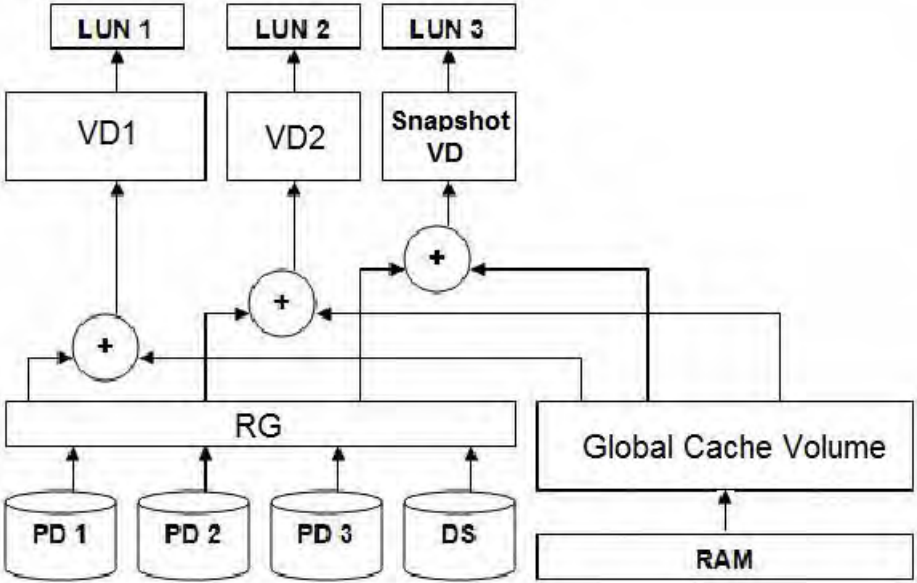 LUN 1
LUN 2
LUN 3
VD1
VD2
Snapshot
VD
+
+
+
RG
Global Cache Volume
PD 1
PD 2
PD 3
DS
RAM